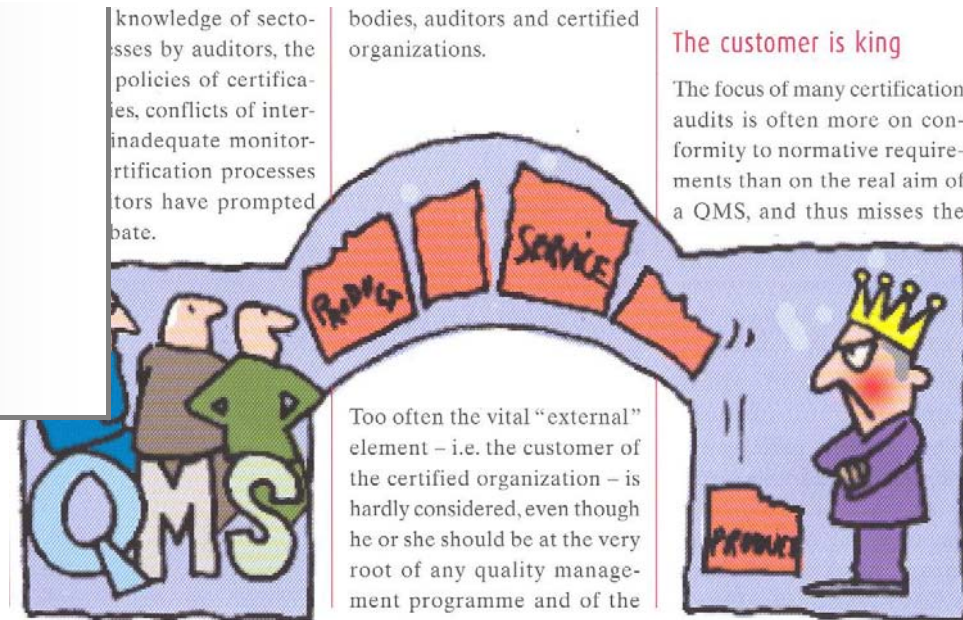 knowledge of secto-
sses by auditors, the
policies of certifica-
ies, conflicts of inter-
inadequate monitor-
rtification processes
tors have prompted
bate.
bodies, auditors and certified
organizations.
PRODUCT
SERVICE
QMS
Too often the vital “external”
element – i.e. the customer of
the certified organization – is
hardly considered, even though
he or she should be at the very
root of any quality manage-
ment programme and of the
The customer is king
The focus of many certification
audits is often more on con-
formity to normative require-
ments than on the real aim of
a QMS, and thus misses the
PRODUCT